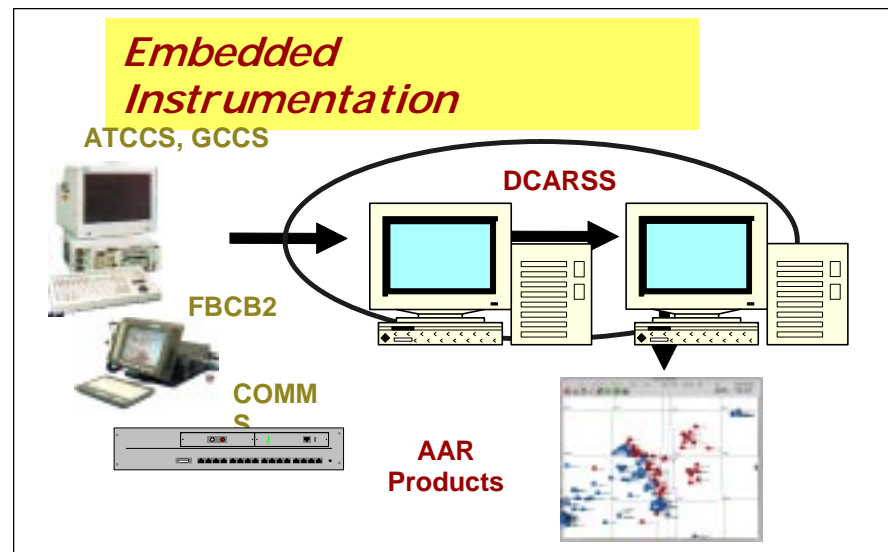 Embedded
Instrumentation
ATCCS, GCCS
DCARSS
FBCB2
COMM
S
AAR
Products